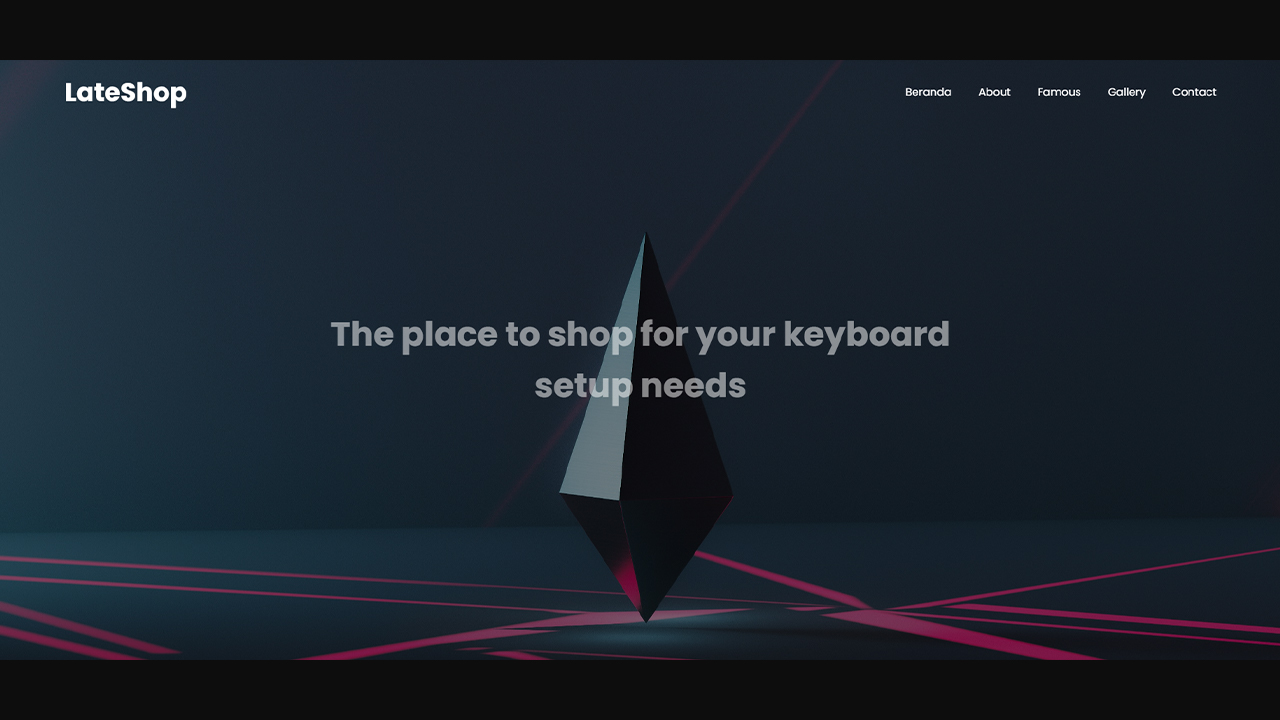 LateShop
Beranda About Famous Gallery Contact
The place to shop for your keyboard
setup needs